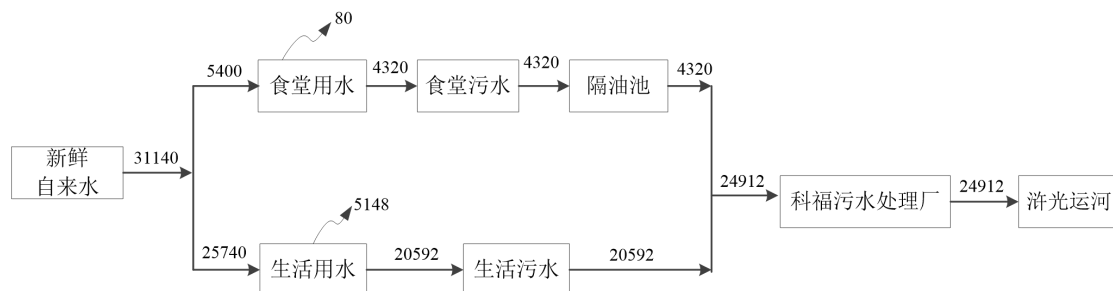 80
5400
食堂用水
4320
食堂污水
4320
隔油池
4320
新鲜
自来水
31140
24912
科福污水处理厂
24912
浒光运河
5148
25740
生活用水
20592
生活污水
20592